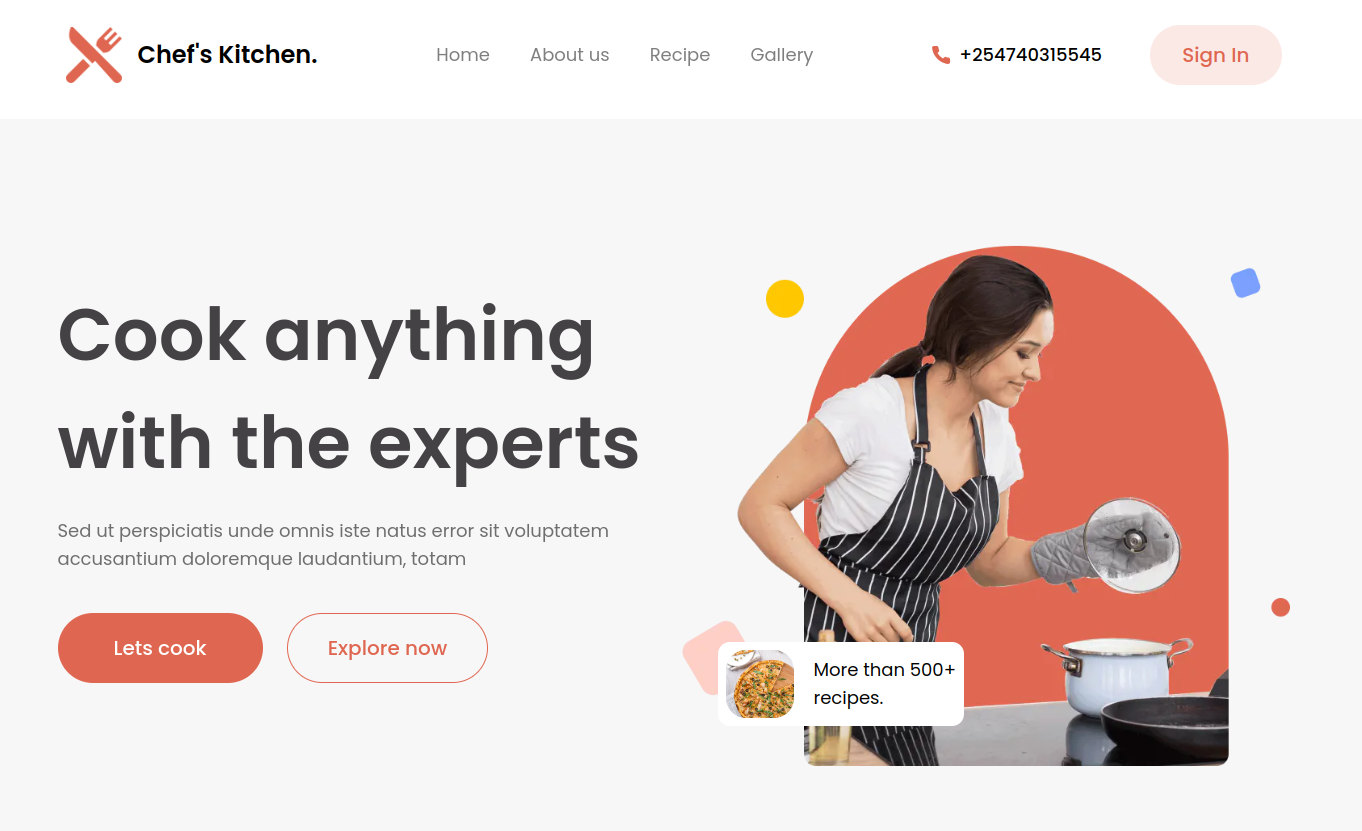 Chef's Kitchen.
Home
About us
Recipe
Gallery
+254740315545
Sign In
Cook anything
with the experts
Sed ut perspiciatis unde omnis iste natus error sit voluptatem
accusantium doloremque laudantium, totam
Lets cook
Explore now
More than 500+
recipes.